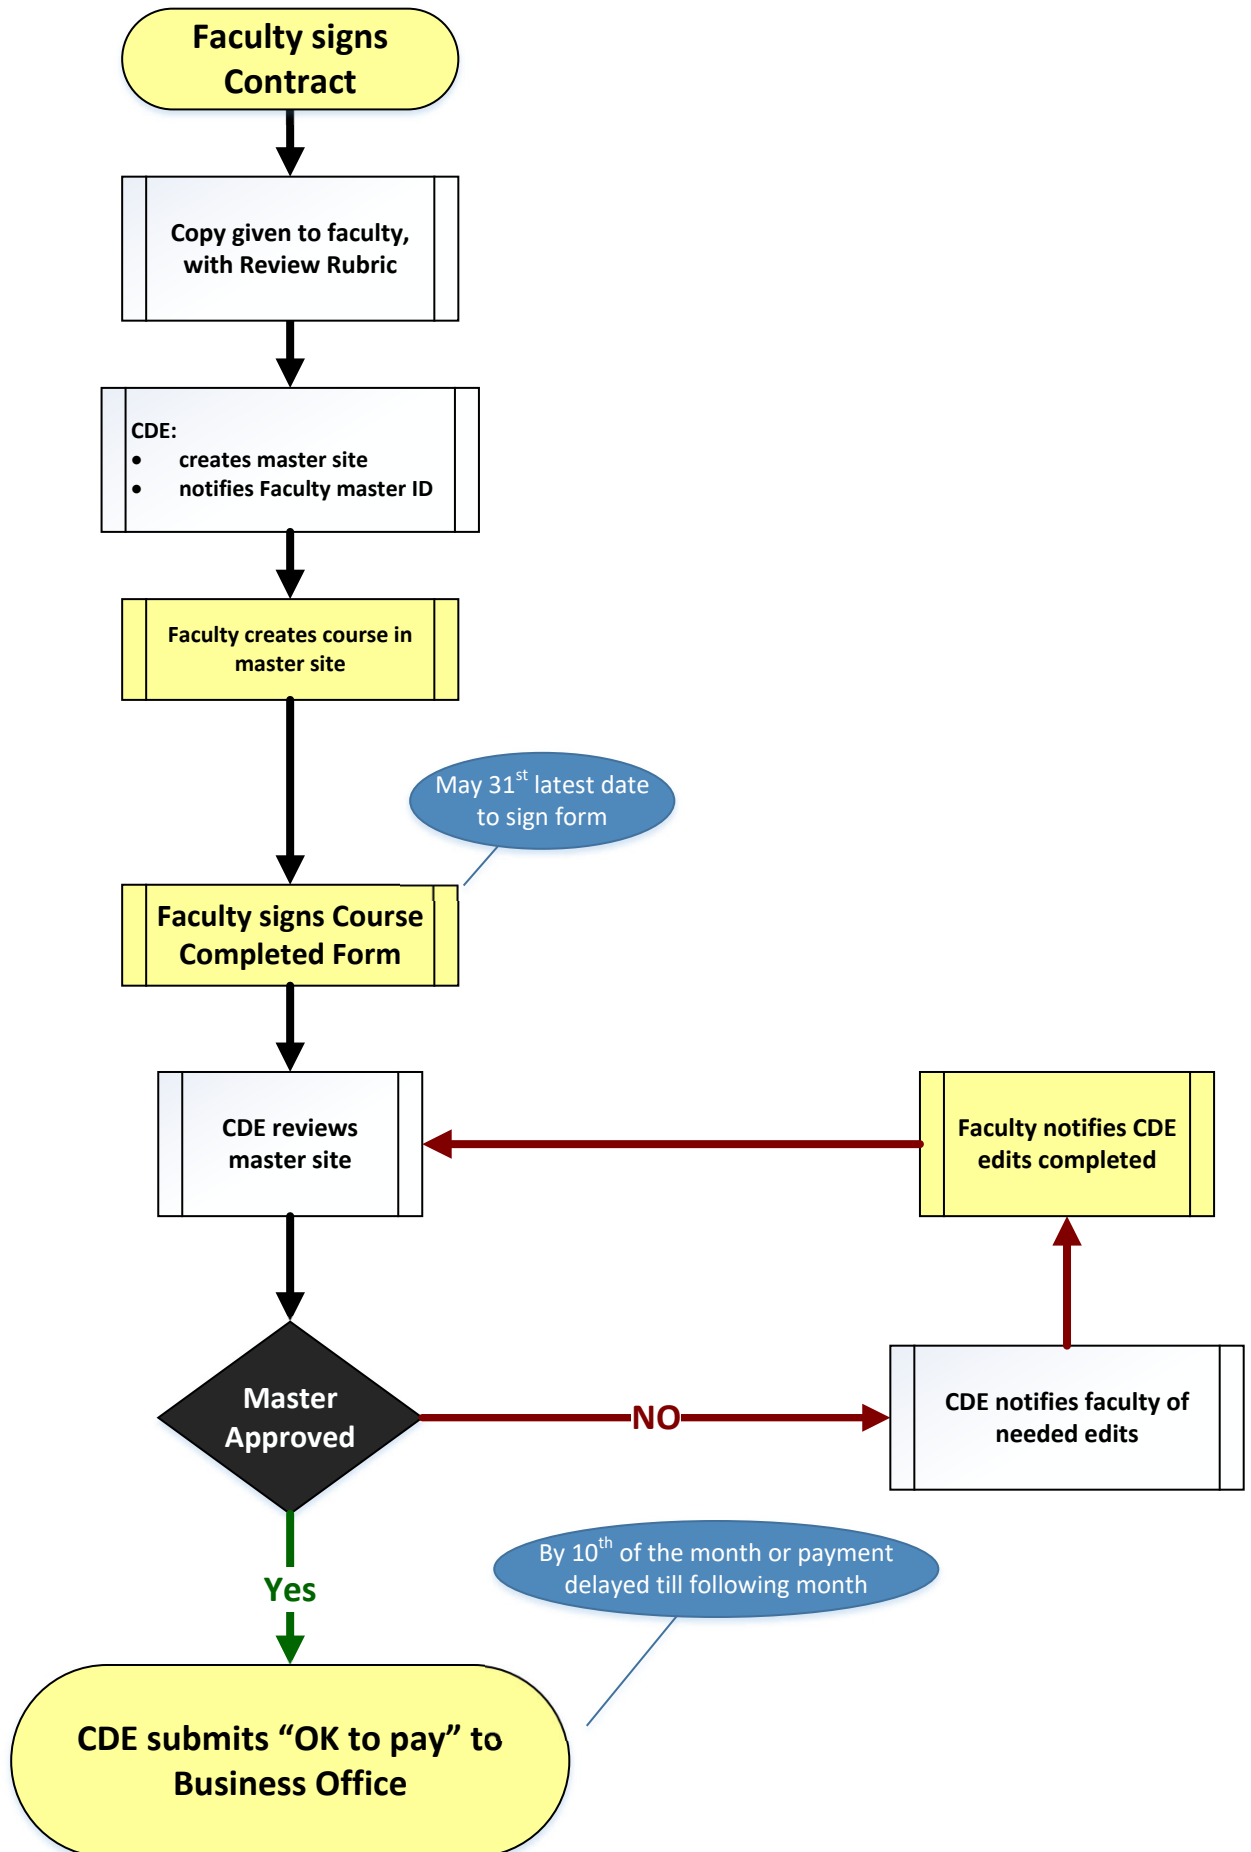 Faculty signs
Contract
Copy given to faculty,
with Review Rubric
CDE:
• creates master site
• notifies Faculty master ID
Faculty creates course in
master site
May 31st latest date
to sign form
Faculty signs Course
Completed Form
CDE reviews
master site
Faculty notifies CDE
edits completed
Master
Approved
NO
CDE notifies faculty of
needed edits
Yes
By 10th of the month or payment
delayed till following month
CDE submits “OK to pay” to
Business Office